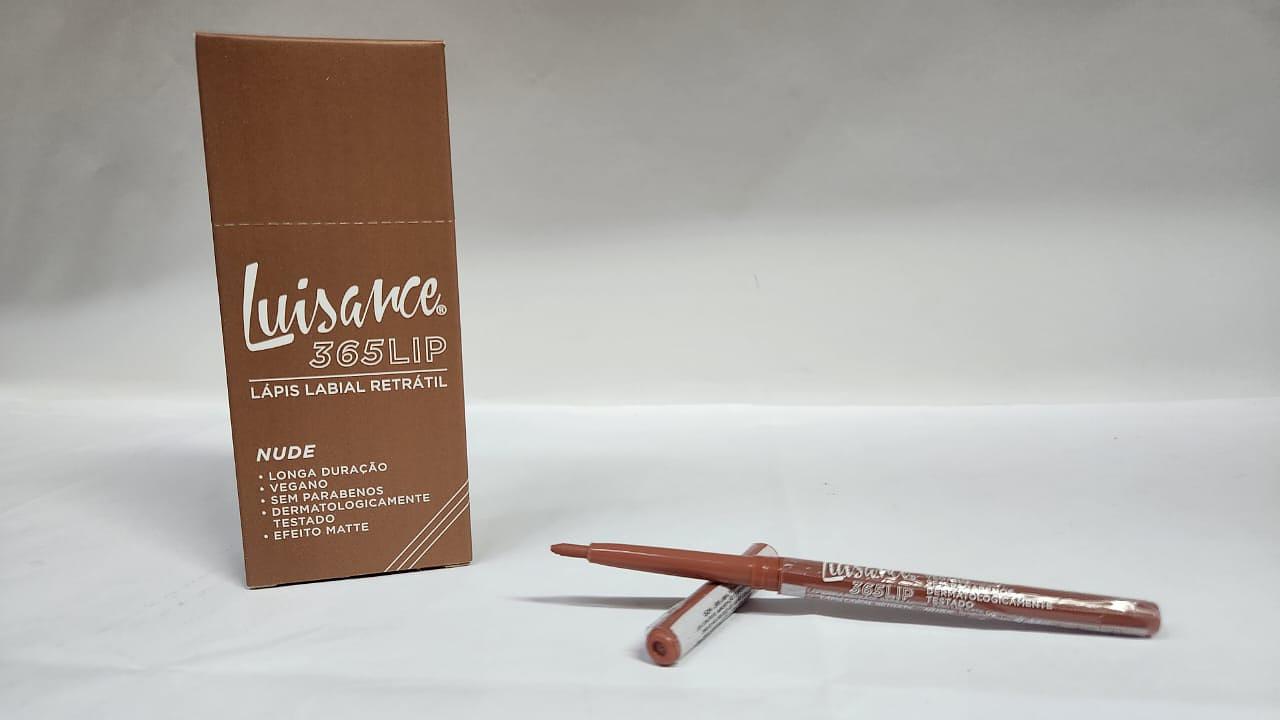 Luisance®
365LIP
LÁPIS LABIAL RETRÁTIL
NUDE
• LONGA DURAÇÃO
• VEGANO
• SEM PARABENOS
• DERMATOLOGICAMENTE
TESTADO
• EFEITO MATTE
Luisance
365LIP
DERMATOLOGICAMENTE
TESTADO